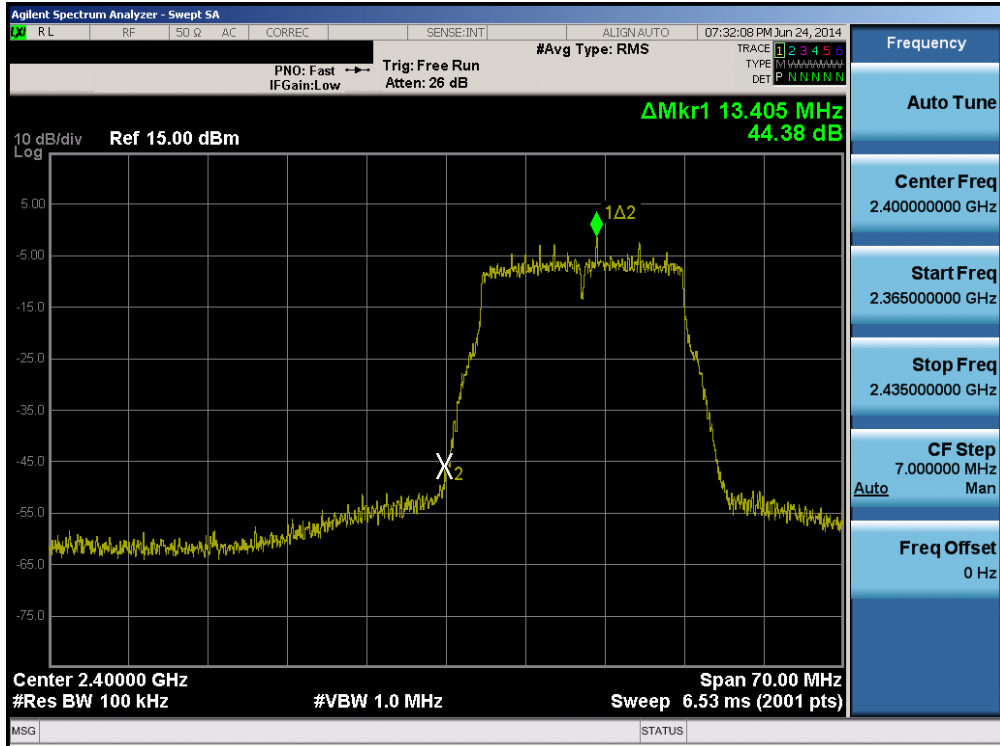 Agilent Spectrum Analyzer - Swept SA
LXI RL RF 50 Ω AC CORREC SENSE:INT ALIGN AUTO 07:32:08 PM Jun 24, 2014
#Avg Type: RMS
TRACE 1 2 3 4 5 6
PNO: Fast
IFGain:Low
Trig: Free Run
Atten: 26 dB
TYPE M WWWWW
DET P N N N N N
ΔMkr1 13.405 MHz
44.38 dB
10 dB/div Ref 15.00 dBm
Log
5.00
-5.00
-15.0
-25.0
-35.0
-45.0
-55.0
-65.0
-75.0
1Δ2
X2
Center 2.40000 GHz Span 70.00 MHz
#Res BW 100 kHz #VBW 1.0 MHz Sweep 6.53 ms (2001 pts)
MSG STATUS
Frequency
Auto Tune
Center Freq
2.400000000 GHz
Start Freq
2.365000000 GHz
Stop Freq
2.435000000 GHz
CF Step
7.000000 MHz
Auto Man
Freq Offset
0 Hz